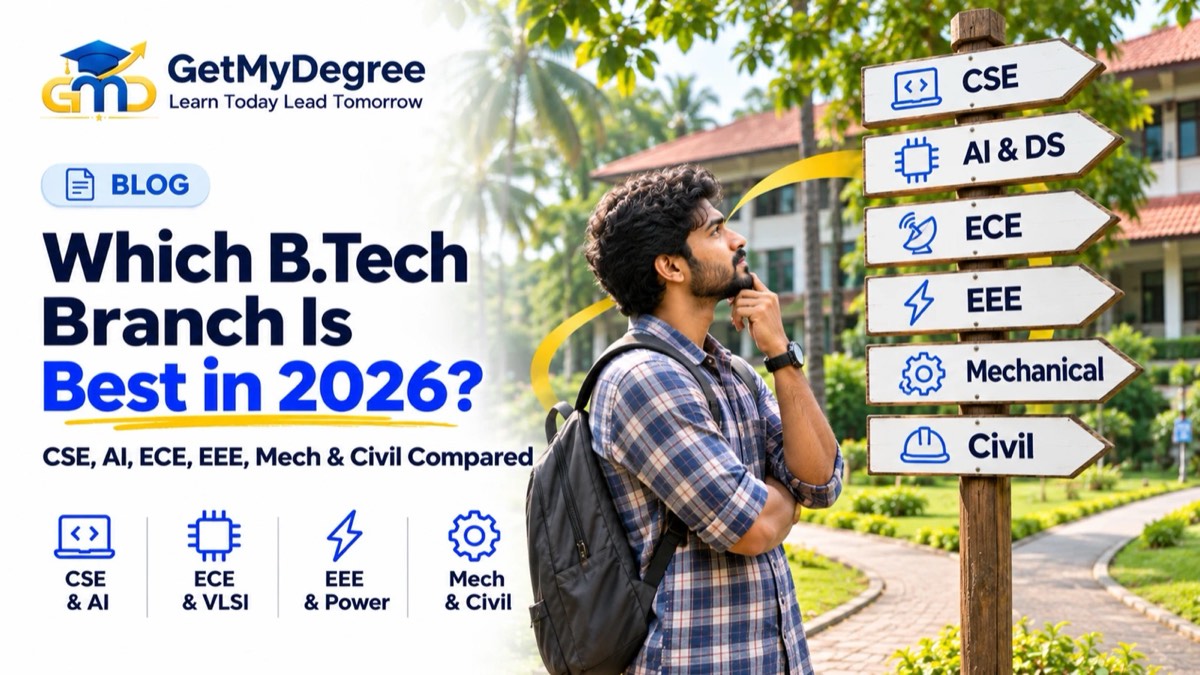 GMD
GetMyDegree
Learn Today Lead Tomorrow
BLOG
Which B.Tech
Branch Is
Best in 2026?
CSE, AI, ECE, EEE, Mech & Civil Compared
CSE
& AI
ECE
& VLSI
EEE
& Power
Mech
& Civil
CSE
AI & DS
ECE
EEE
Mechanical
Civil